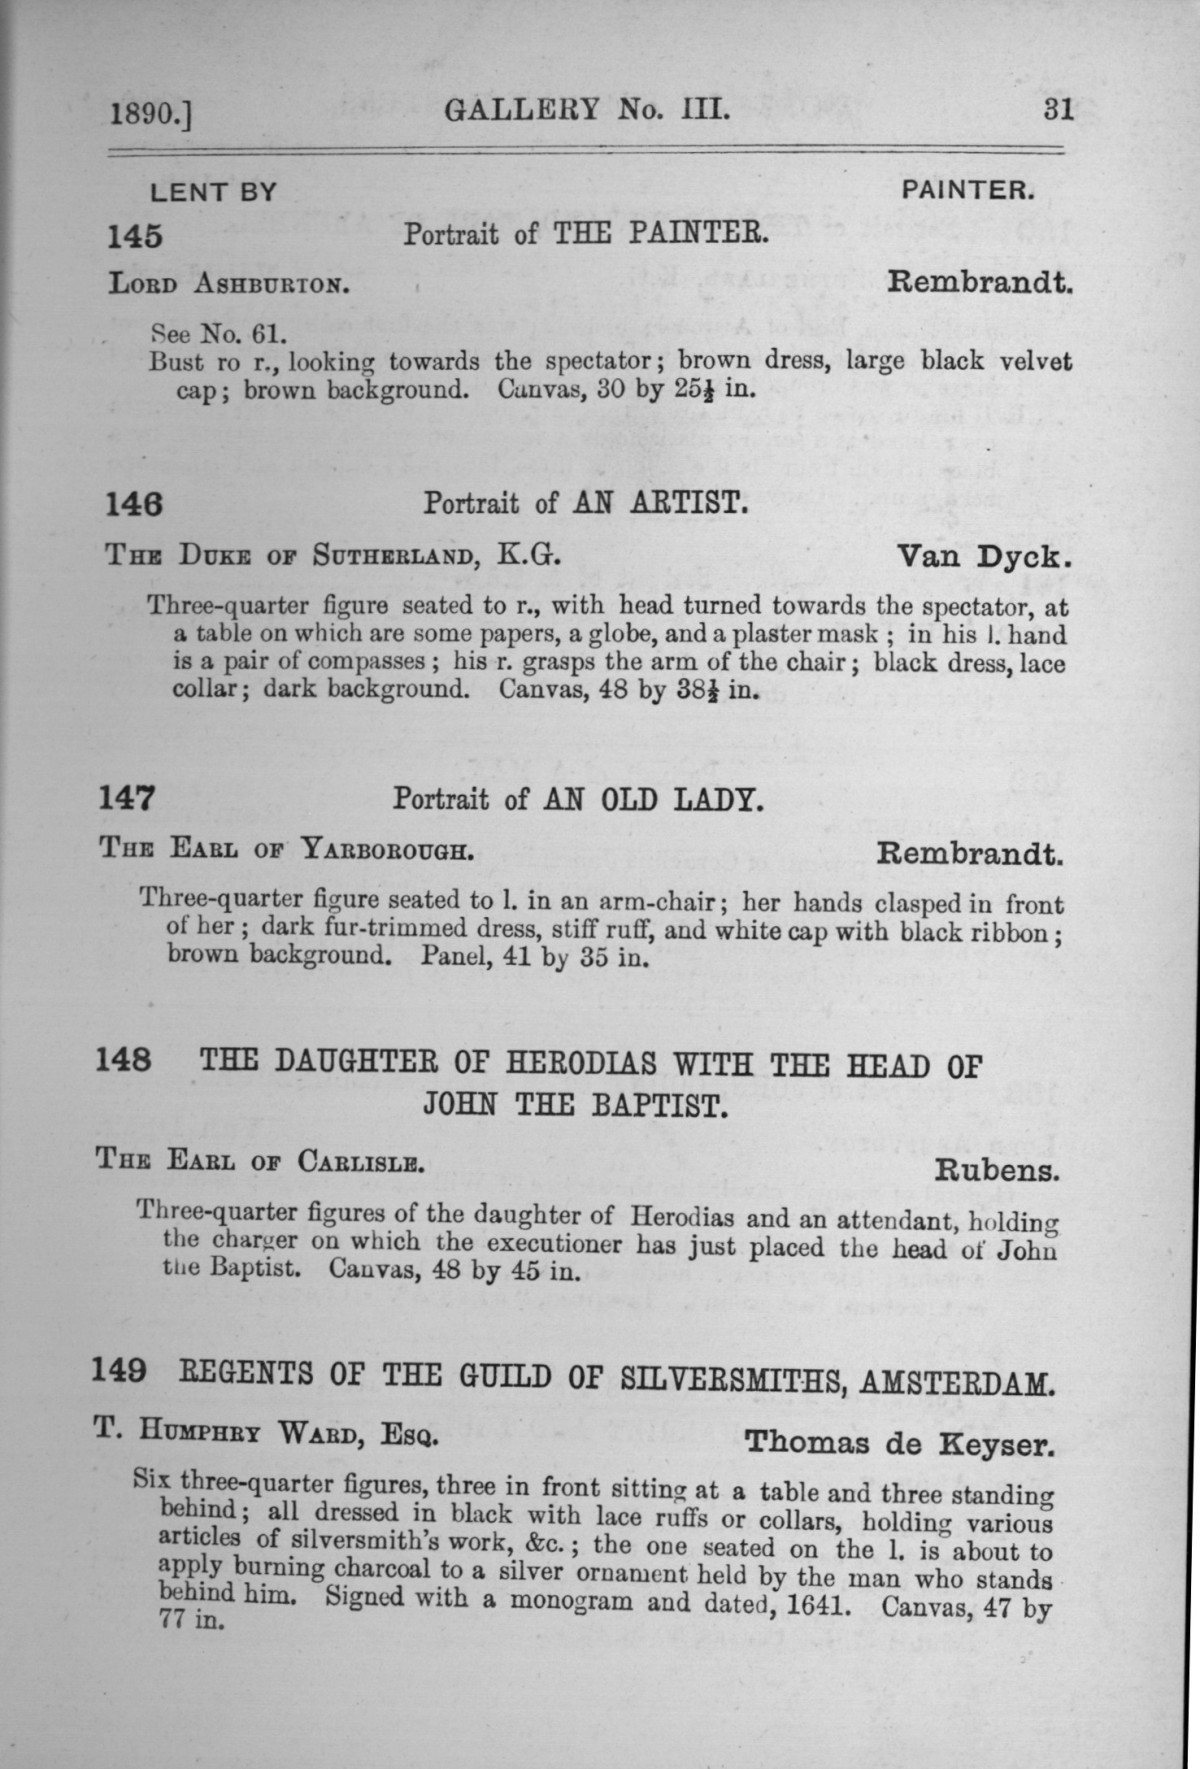 1890.] GALLERY No. III. 31
LENT BY PAINTER.
145 Portrait of THE PAINTER.
LORD ASHBURTON. Rembrandt.
See No. 61.
Bust ro r., looking towards the spectator; brown dress, large black velvet
cap; brown background. Canvas, 30 by 25½ in.
146 Portrait of AN ARTIST.
THE DUKE OF SUTHERLAND, K.G. Van Dyck.
Three-quarter figure seated to r., with head turned towards the spectator, at
a table on which are some papers, a globe, and a plaster mask ; in his l. hand
is a pair of compasses ; his r. grasps the arm of the chair ; black dress, lace
collar; dark background. Canvas, 48 by 38½ in.
147 Portrait of AN OLD LADY.
THE EARL OF YARBOROUGH. Rembrandt.
Three-quarter figure seated to l. in an arm-chair; her hands clasped in front
of her ; dark fur-trimmed dress, stiff ruff, and white cap with black ribbon ;
brown background. Panel, 41 by 35 in.
148 THE DAUGHTER OF HERODIAS WITH THE HEAD OF
JOHN THE BAPTIST.
THE EARL OF CARLISLE. Rubens.
Three-quarter figures of the daughter of Herodias and an attendant, holding
the charger on which the executioner has just placed the head of John
the Baptist. Canvas, 48 by 45 in.
149 REGENTS OF THE GUILD OF SILVERSMITHS, AMSTERDAM.
T. HUMPHRY WARD, ESQ. Thomas de Keyser.
Six three-quarter figures, three in front sitting at a table and three standing
behind; all dressed in black with lace ruffs or collars, holding various
articles of silversmith's work, &c. ; the one seated on the l. is about to
apply burning charcoal to a silver ornament held by the man who stands
behind him. Signed with a monogram and dated, 1641. Canvas, 47 by
77 in.